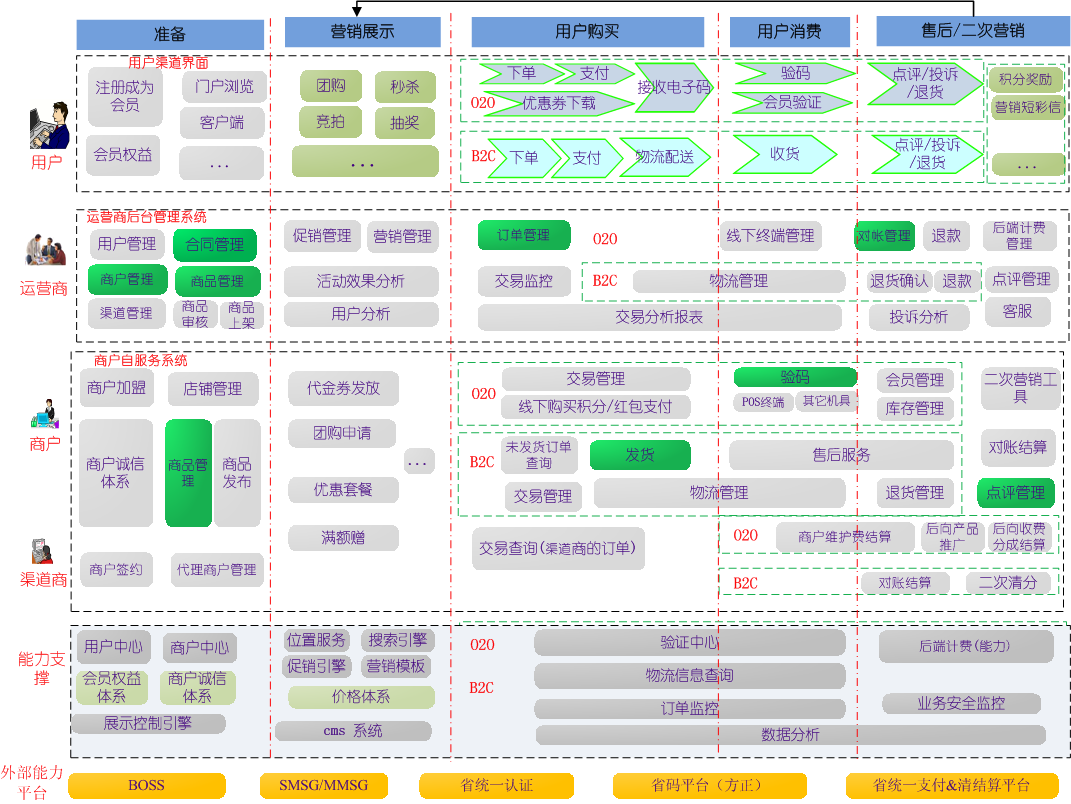 准备
营销展示
用户购买
用户消费
售后/二次营销
用户渠道界面
注册成为
会员
门户浏览
客户端
会员权益
...
团购
秒杀
竞拍
抽奖
...
O2O
下单
支付
优惠券下载
接收电子码
验码
会员验证
点评/投诉
/退货
积分奖励
营销短彩信
...
B2C
下单
支付
物流配送
收货
点评/投诉
/退货
用户
运营商后台管理系统
用户管理
合同管理
商户管理
商品管理
渠道管理
商品
审核
商品
上架
促销管理
营销管理
活动效果分析
用户分析
订单管理
O2O
线下终端管理
对帐管理
退款
后端计费
管理
交易监控
B2C
物流管理
退货确认
退款
点评管理
交易分析报表
投诉分析
客服
运营商
商户自服务系统
商户加盟
店铺管理
商户诚信
体系
商品管
理
商品
发布
商户签约
代理商户管理
代金券发放
团购申请
...
优惠套餐
满额赠
O2O
交易管理
线下购买积分/红包支付
验码
POS终端
其它机具
会员管理
库存管理
二次营销工
具
B2C
未发货订单
查询
发货
售后服务
对账结算
交易管理
物流管理
退货管理
点评管理
交易查询(渠道商的订单)
O2O
商户维护费结算
后向产品
推广
后向收费
分成结算
B2C
对账结算
二次清分
商户
渠道商
能力支
撑
用户中心
商户中心
会员权益
体系
商户诚信
体系
展示控制引擎
位置服务
搜索引擎
促销引擎
营销模板
价格体系
cms 系统
O2O
B2C
验证中心
物流信息查询
订单监控
数据分析
后端计费(能力)
业务安全监控
外部能力
平台
BOSS
SMSG/MMSG
省统一认证
省码平台（方正）
省统一支付&清结算平台